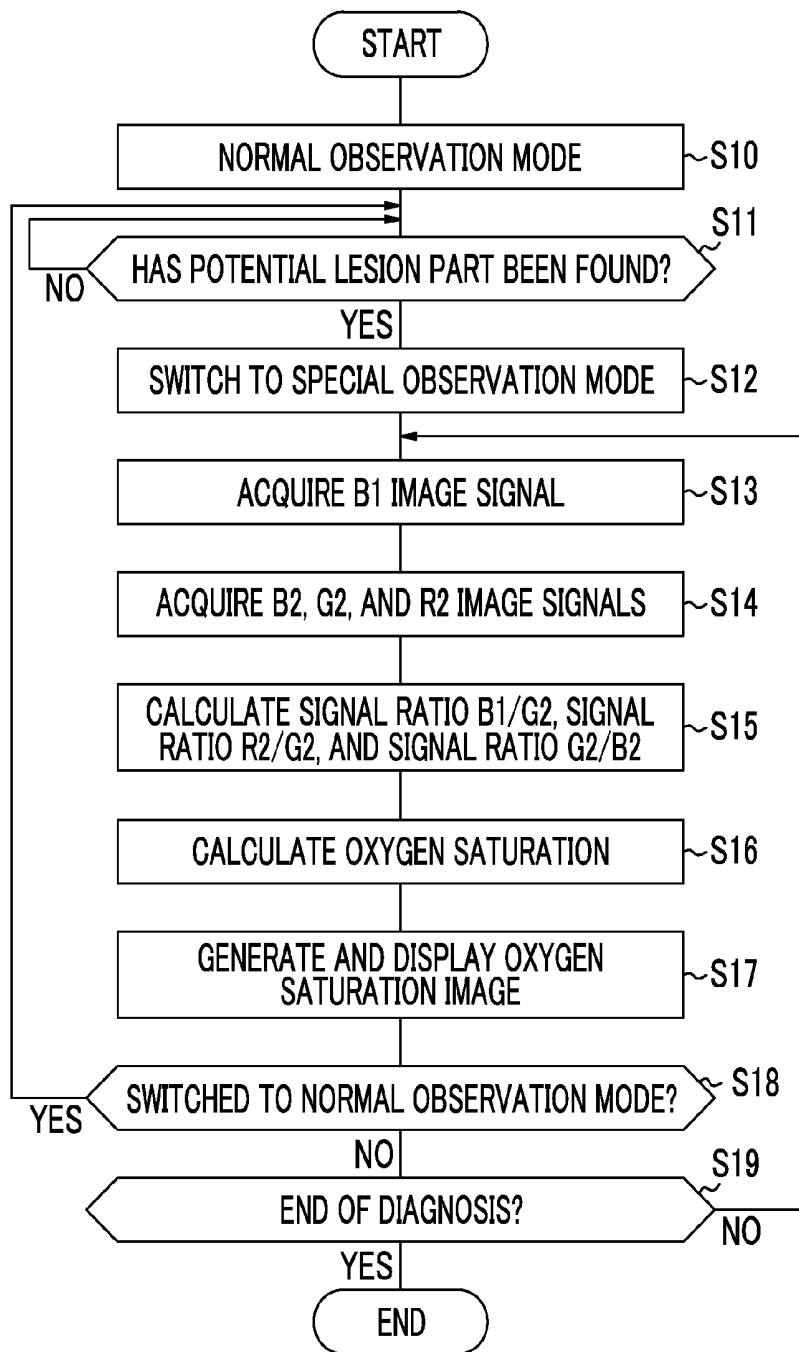 START
NORMAL OBSERVATION MODE
S10
S11
HAS POTENTIAL LESION PART BEEN FOUND?
NO
YES
SWITCH TO SPECIAL OBSERVATION MODE
S12
ACQUIRE B1 IMAGE SIGNAL
S13
ACQUIRE B2, G2, AND R2 IMAGE SIGNALS
S14
CALCULATE SIGNAL RATIO B1/G2, SIGNAL
RATIO R2/G2, AND SIGNAL RATIO G2/B2
S15
CALCULATE OXYGEN SATURATION
S16
GENERATE AND DISPLAY OXYGEN
SATURATION IMAGE
S17
SWITCHED TO NORMAL OBSERVATION MODE?
S18
YES
NO
S19
END OF DIAGNOSIS?
NO
YES
END